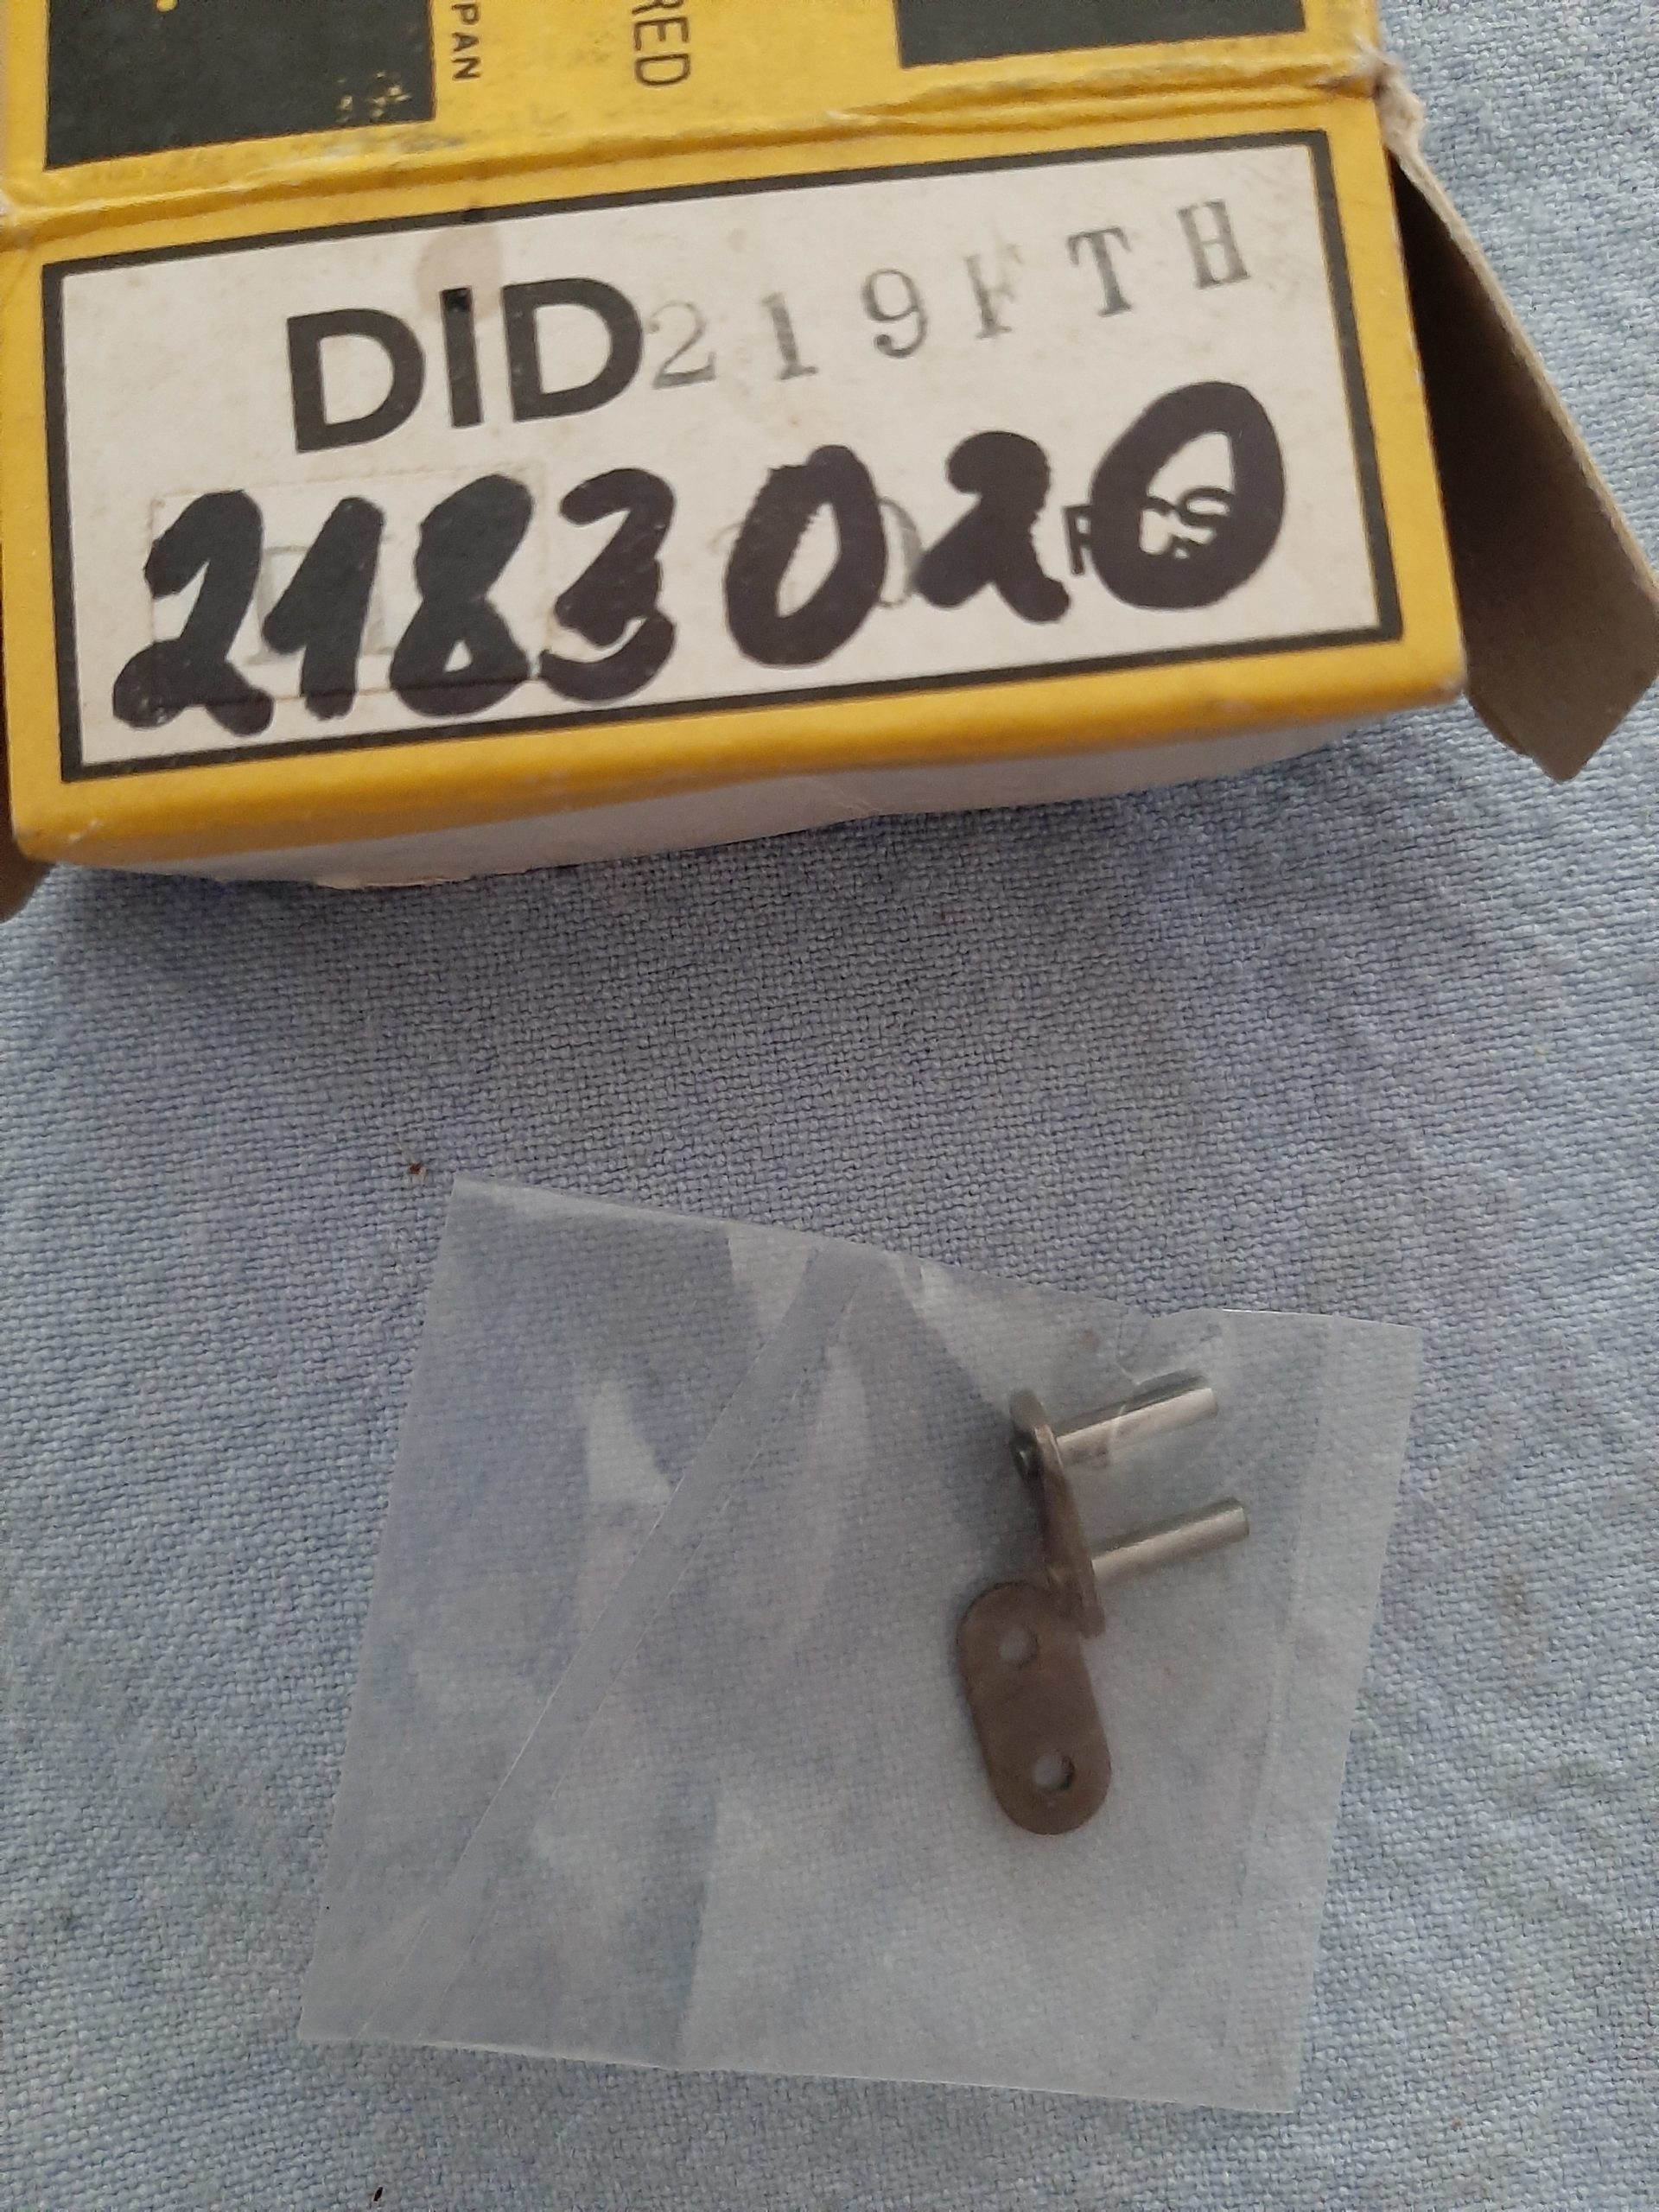 PAN
RED
DID 219FTH
2183020
PCS